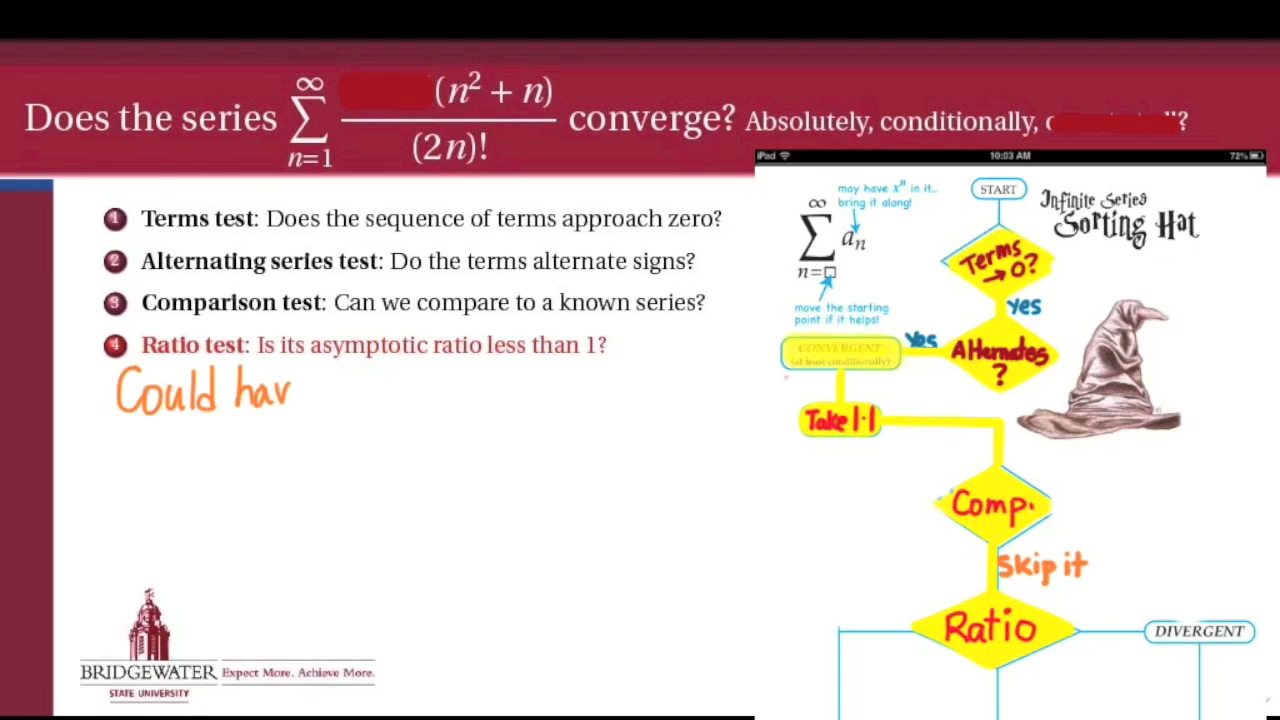 Does the series ∞ ∑ n=1 (n² + n) / (2n)! converge? Absolutely, conditionally, ?
1 Terms test: Does the sequence of terms approach zero?
2 Alternating series test: Do the terms alternate signs?
3 Comparison test: Can we compare to a known series?
4 Ratio test: Is its asymptotic ratio less than 1?
Could hav
BRIDGEWATER
STATE UNIVERSITY
Expect More. Achieve More.
iPad 10:03 AM 72%
may have xⁿ in it...
bring it along!
∞ ∑ n=□ aₙ
move the starting
point if it helps!
START
Infinite Series
Sorting Hat
Terms
→0?
Yes
Alternates
?
Yes
CONVERGENT
(at least conditionally)
Take |·|
Comp.
Skip it
Ratio
DIVERGENT